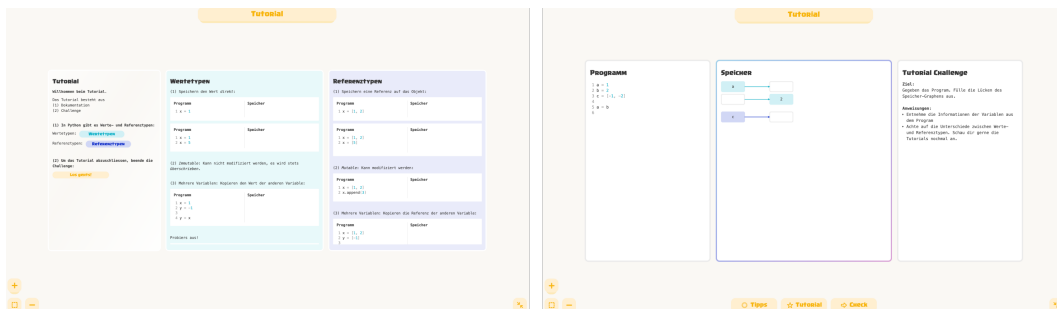 Tutorial
Tutorial
Willkommen beim Tutorial.
Das Tutorial besteht aus
(1) Dokumentation
(2) Challenge
(1) In Python gibt es Werte- und Referenztypen:
Wertetypen: Wertetypen
Referenztypen: Referenztypen
(2) Um das Tutorial abzuschliessen, beende die
Challenge:
Los gehts!
Wertetypen
(1) Speichern den Wert direkt:
Programm Speicher
1 x = 1
Programm Speicher
1 x = 1
2 x = 5
(2) Immutable: Kann nicht modifiziert werden, es wird stets
überschrieben.
(3) Mehrere Variablen: Kopieren den Wert der anderen Variable:
Programm Speicher
1 x = 1
2 y = -1
3
4 y = x
Probiers aus!
Referenztypen
(1) Speichern eine Referenz auf das Objekt:
Programm Speicher
1 x = [1, 2]
Programm Speicher
1 x = [1, 2]
2 x = [3]
(2) Mutable: Kann modifiziert werden:
Programm Speicher
1 x = [1, 2]
2 x.append(3)
(3) Mehrere Variablen: Kopieren die Referenz der anderen Variable:
Programm Speicher
1 x = [1, 2]
2 y = [-1]
3
Tutorial
Programm
1 a = 1
2 b = 2
3 c = [-1, -2]
4
5 a = b
6
Speicher
a
2
c
Tutorial Challenge
Ziel:
Gegeben das Program, fülle die Lücken des
Speicher-Graphens aus.
Anweisungen:
• Entnehme die Informationen der Variablen aus
dem Program
• Achte auf die Unterschiede zwischen Werte-
und Referenztypen. Schau dir gerne die
Tutorials nochmal an.
Tipps
Tutorial
Check